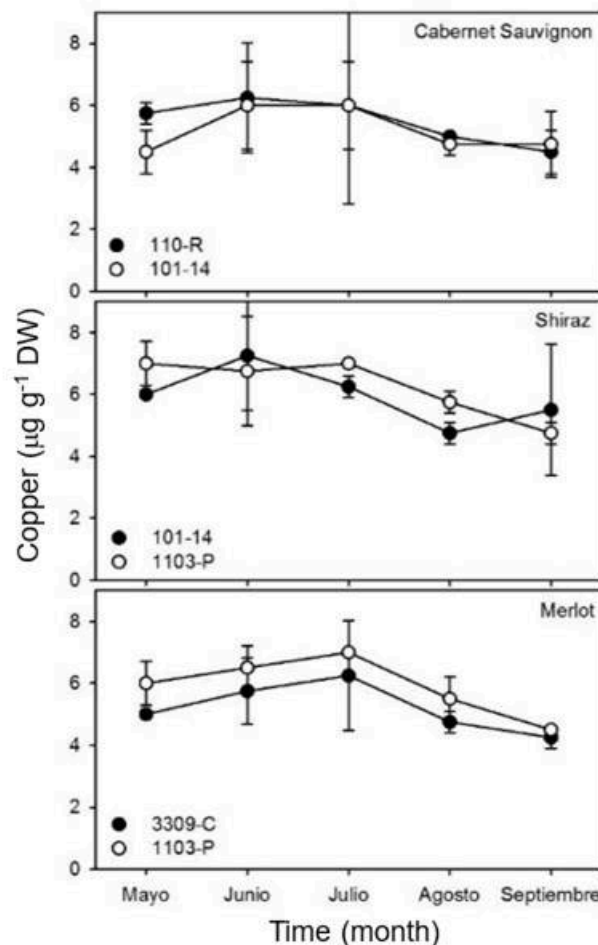 Cabernet Sauvignon
8
6
4
2
0
110-R
101-14
Shiraz
8
6
4
2
0
101-14
1103-P
Merlot
8
6
4
2
0
3309-C
1103-P
Copper (µg g⁻¹ DW)
Mayo Junio Julio Agosto Septiembre
Time (month)